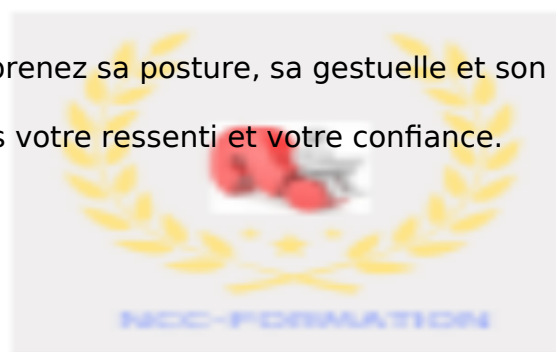 prenez sa posture, sa gestuelle et son
s votre ressenti et votre confiance.
NCC-FORMATION